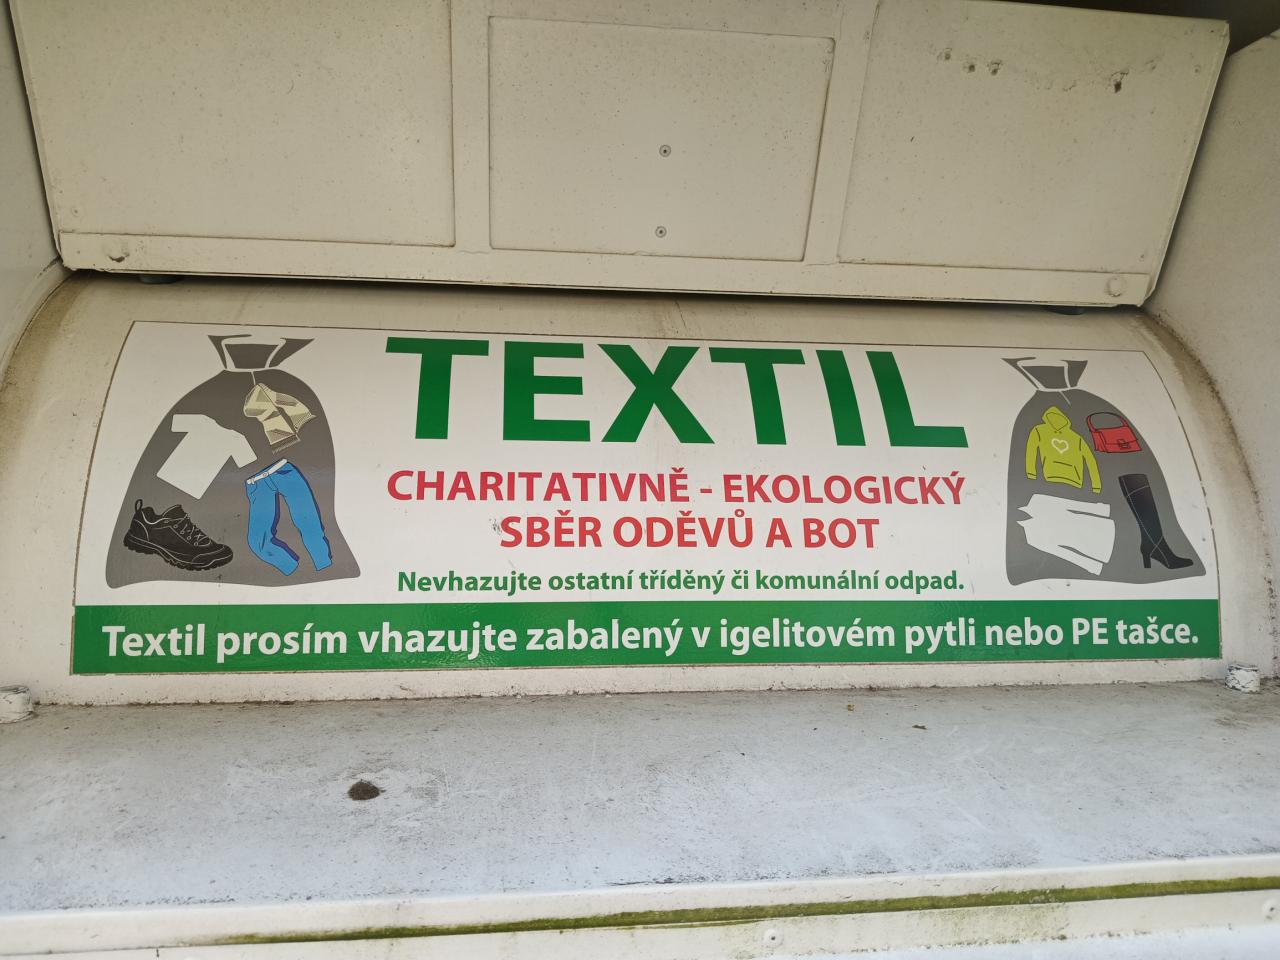 TEXTIL
CHARITATIVNĚ - EKOLOGICKÝ
SBĚR ODĚVŮ A BOT
Nevhazujte ostatní tříděný či komunální odpad.
Textil prosím vhazujte zabalený v igelitovém pytli nebo PE tašce.